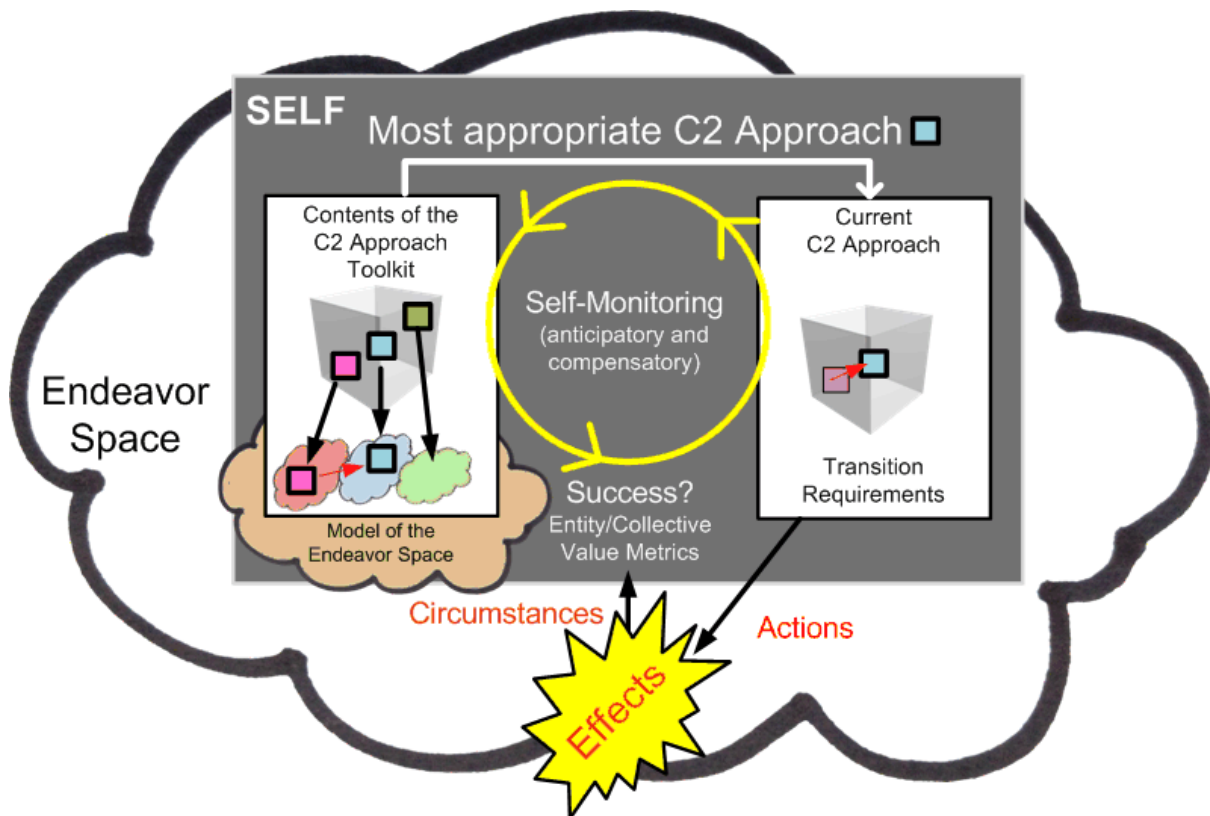 SELF
Most appropriate C2 Approach
Contents of the
C2 Approach
Toolkit
Current
C2 Approach
Self-Monitoring
(anticipatory and
compensatory)
Endeavor
Space
Transition
Requirements
Success?
Entity/Collective
Value Metrics
Model of the
Endeavor Space
Circumstances
Actions
Effects